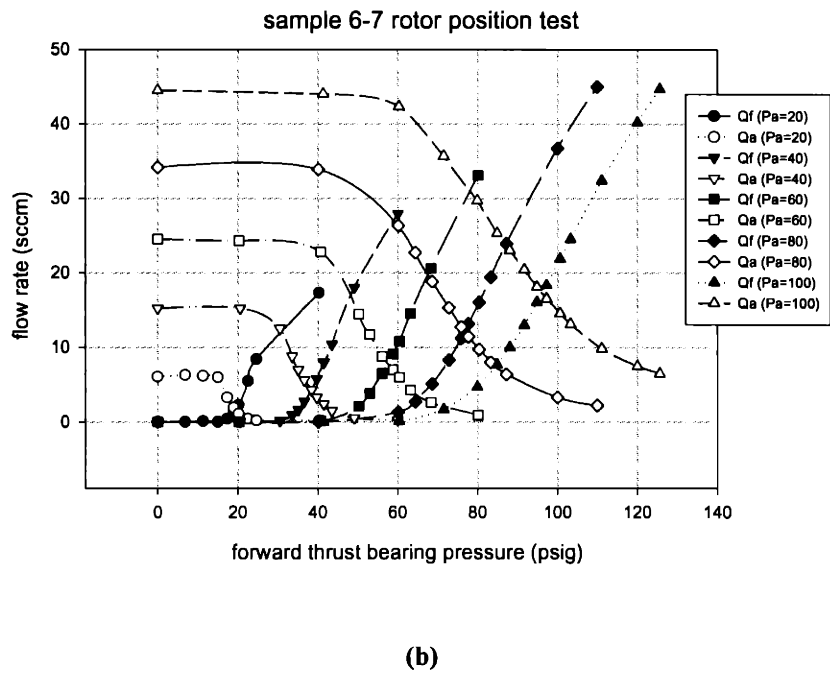 sample 6-7 rotor position test
50
40
30
20
10
0
flow rate (sccm)
0 20 40 60 80 100 120 140
forward thrust bearing pressure (psig)
Qf (Pa=20)
Qa (Pa=20)
Qf (Pa=40)
Qa (Pa=40)
Qf (Pa=60)
Qa (Pa=60)
Qf (Pa=80)
Qa (Pa=80)
Qf (Pa=100)
Qa (Pa=100)
(b)